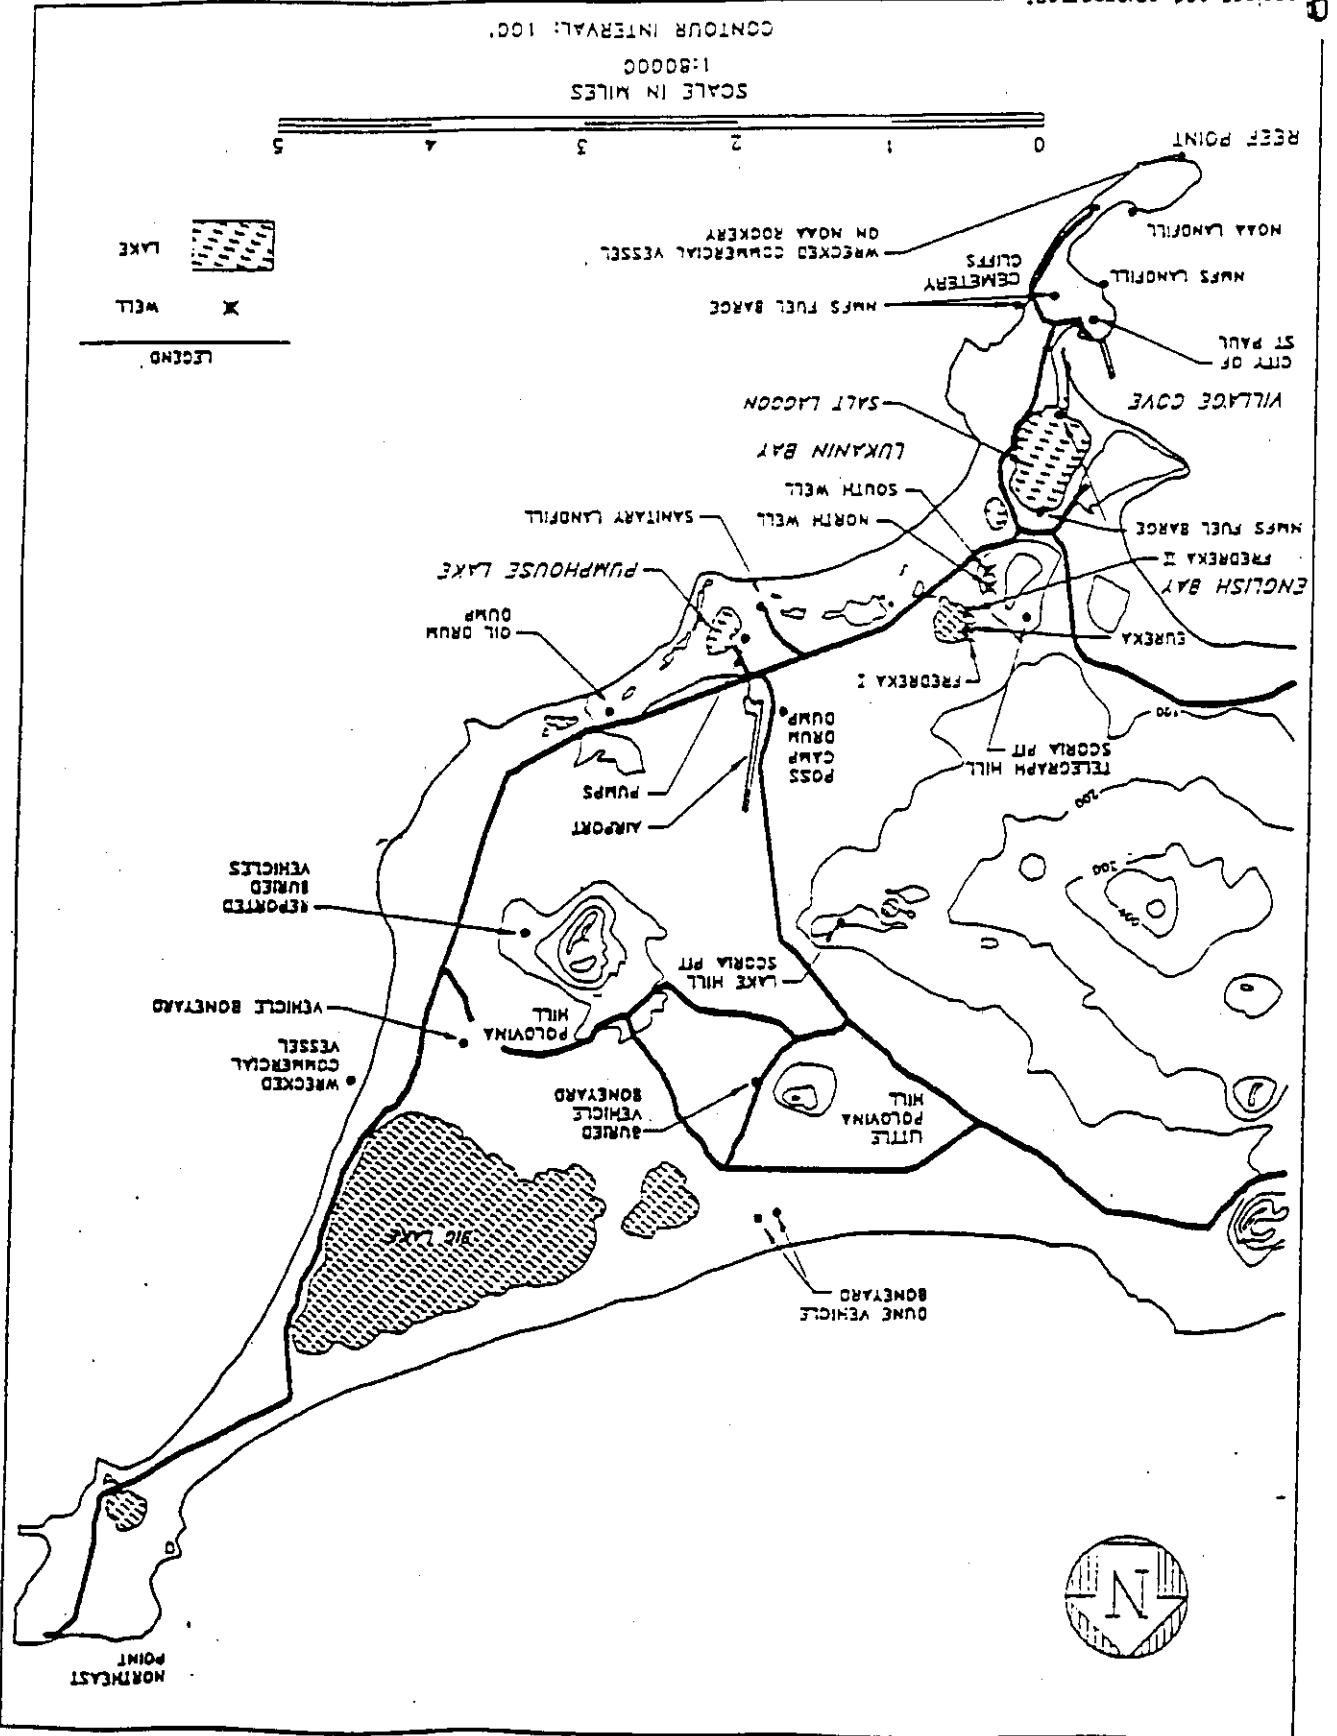 NORTHEAST
POINT
N
DUNE VEHICLE
BONEYARD
BIG LAKE
LITTLE
POLOVINA
HILL
BURIED
VEHICLE
BONEYARD
WRECKED
COMMERCIAL
VESSEL
VEHICLE BONEYARD
POLOVINA
HILL
LAKE HILL
SCORIA PIT
REPORTED
BURIED
VEHICLES
300
200
AIRPORT
PUMPS
TELEGRAPH HILL
SCORIA PIT
POSS
CAMP
DRUM
DUMP
100
FREDREKA I
OIL DRUM
DUMP
EUREKA
ENGLISH BAY
FREDREKA II
PUMPHOUSE LAKE
NMFS FUEL BARGE
NORTH WELL
SANITARY LANDFILL
SOUTH WELL
LUKANIN BAY
SALT LAGOON
VILLAGE COVE
CITY OF
ST PAUL
LEGEND
WELL
LAKE
NMFS FUEL BARGE
NMFS LANDFILL
CEMETERY
CLIFFS
WRECKED COMMERCIAL VESSEL
ON NOAA ROOKERY
NOAA LANDFILL
REEF POINT
0 1 2 3 4 5
SCALE IN MILES
1:80000
CONTOUR INTERVAL: 100'